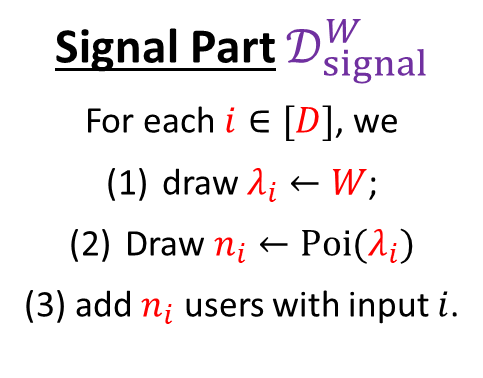 Signal Part 𝒟^W_signal
For each i ∈ [D], we
(1) draw λ_i ← W;
(2) Draw n_i ← Poi(λ_i)
(3) add n_i users with input i.